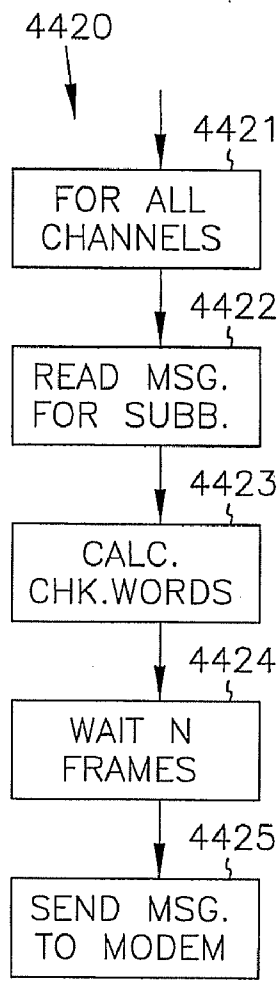 4420
4421
FOR ALL
CHANNELS
4422
READ MSG.
FOR SUBB.
4423
CALC.
CHK.WORDS
4424
WAIT N
FRAMES
4425
SEND MSG.
TO MODEM